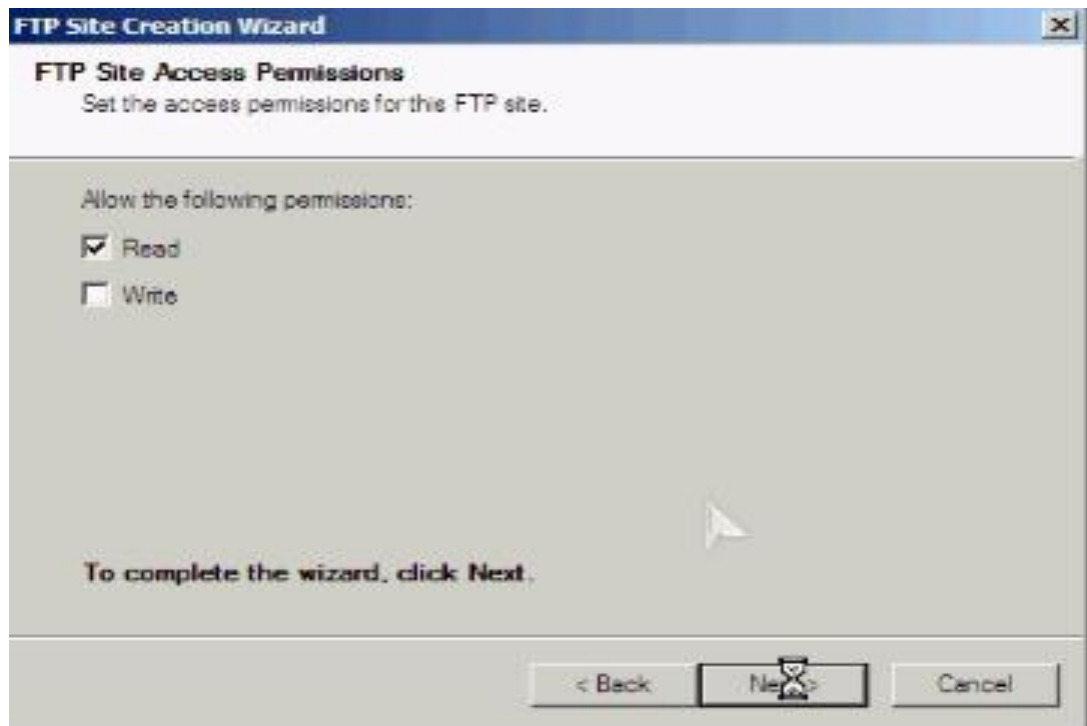 FTP Site Creation Wizard
FTP Site Access Permissions
Set the access permissions for this FTP site.
Allow the following permissions:
Read
Write
To complete the wizard, click Next.
< Back
Cancel